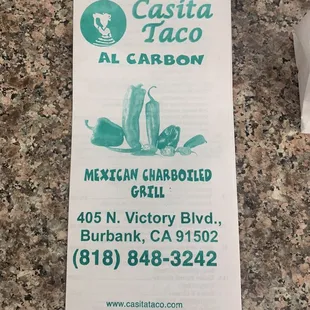 Casita
Taco
AL CARBON
MEXICAN CHARBOILED
GRILL
405 N. Victory Blvd.,
Burbank, CA 91502
(818) 848-3242
www.casitataco.com